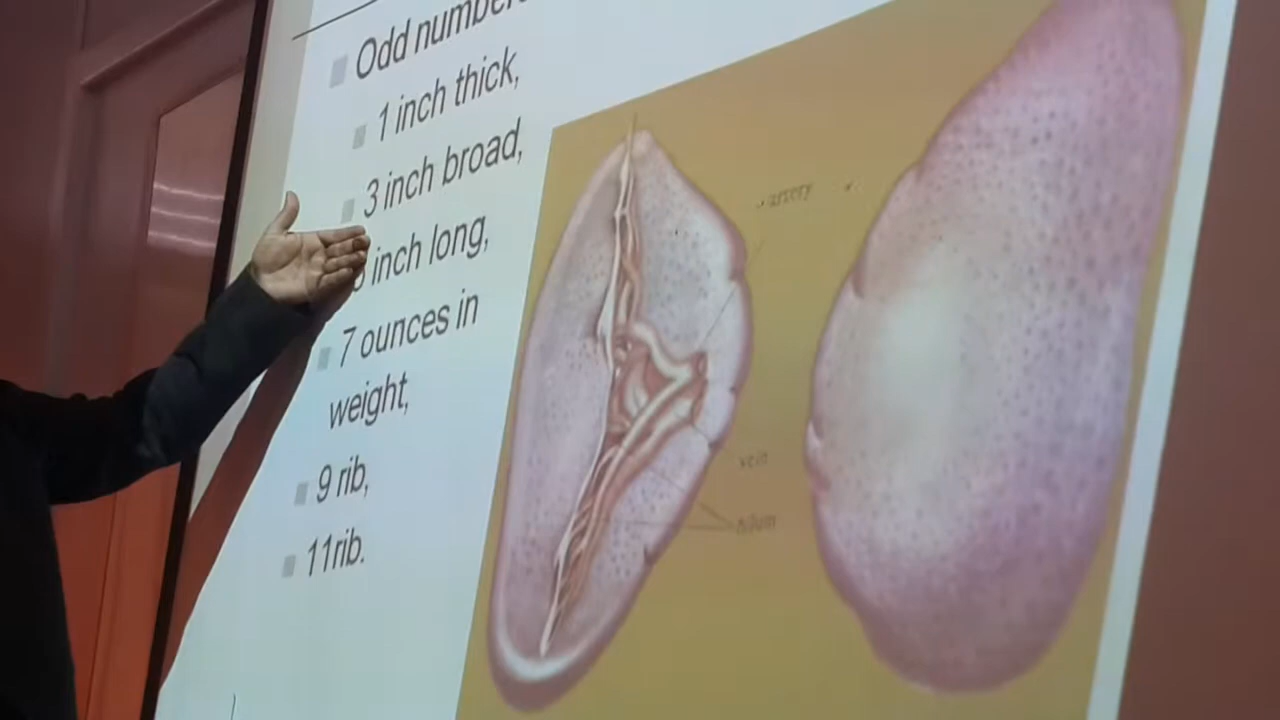 Odd number
1 inch thick,
3 inch broad,
inch long,
7 ounces in
weight,
9 rib,
11rib.
artery
vein
hilum